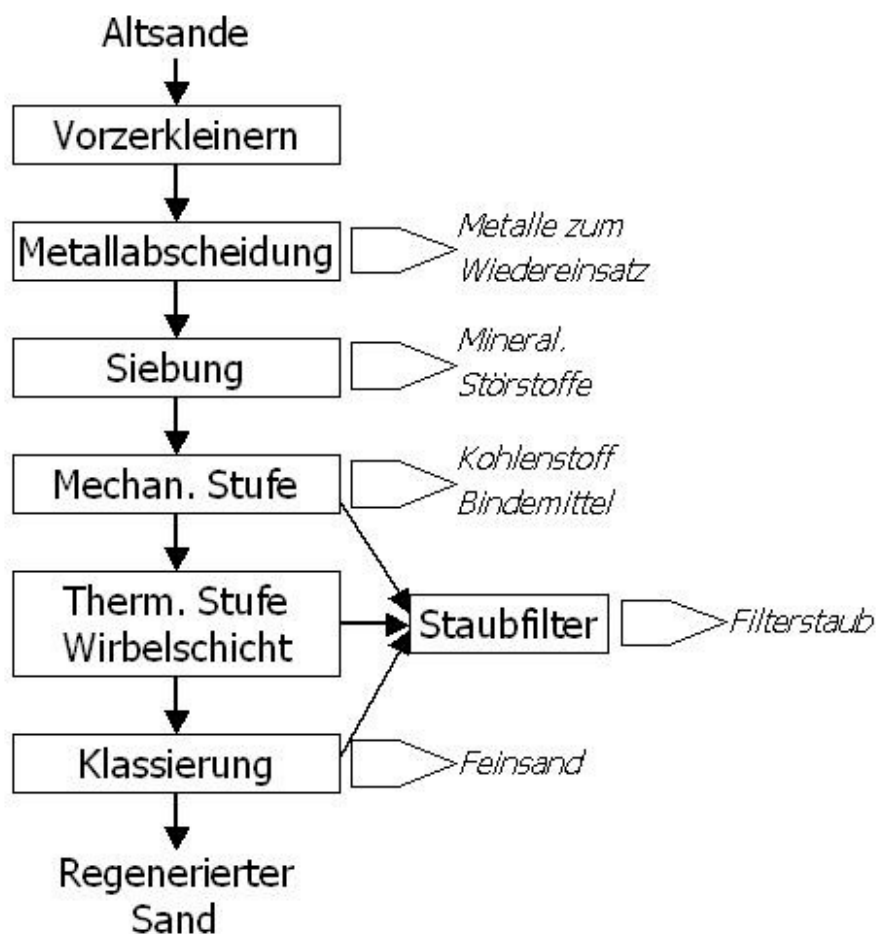 Altsande
Vorzerkleinern
Metallabscheidung
Metalle zum
Wiedereinsatz
Siebung
Mineral.
Störstoffe
Mechan. Stufe
Kohlenstoff
Bindemittel
Therm. Stufe
Wirbelschicht
Staubfilter
Filterstaub
Klassierung
Feinsand
Regenerierter
Sand